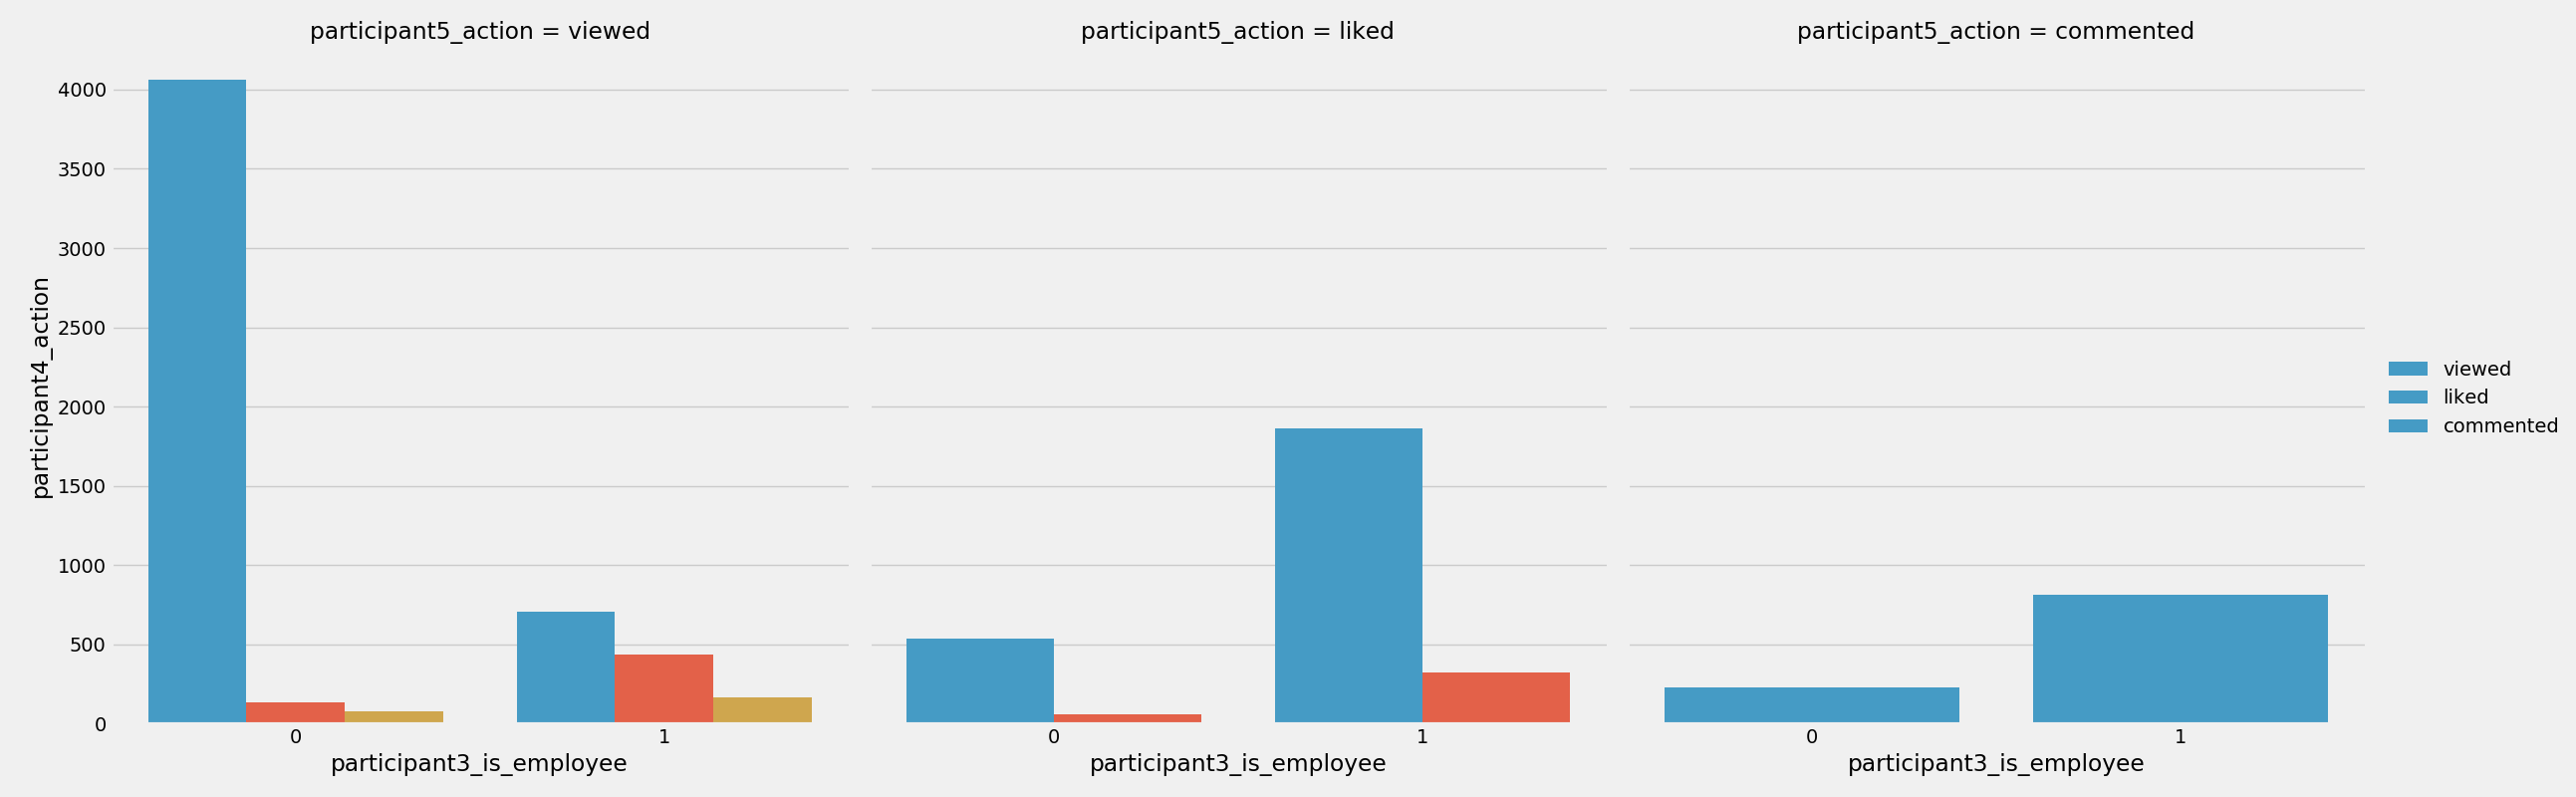 participant5_action = viewed
participant5_action = liked
participant5_action = commented
participant4_action
4000
3500
3000
2500
2000
1500
1000
500
0
0 1
0 1
0 1
participant3_is_employee
participant3_is_employee
participant3_is_employee
viewed
liked
commented